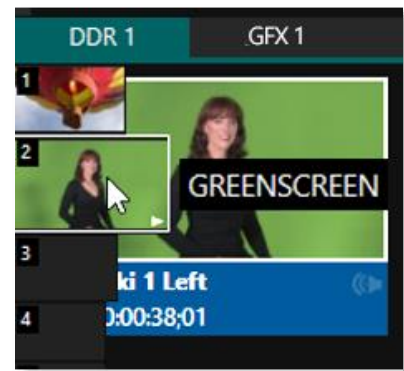 DDR 1 GFX 1
1
2
GREENSCREEN
3
ki 1 Left
4
0:00:38;01